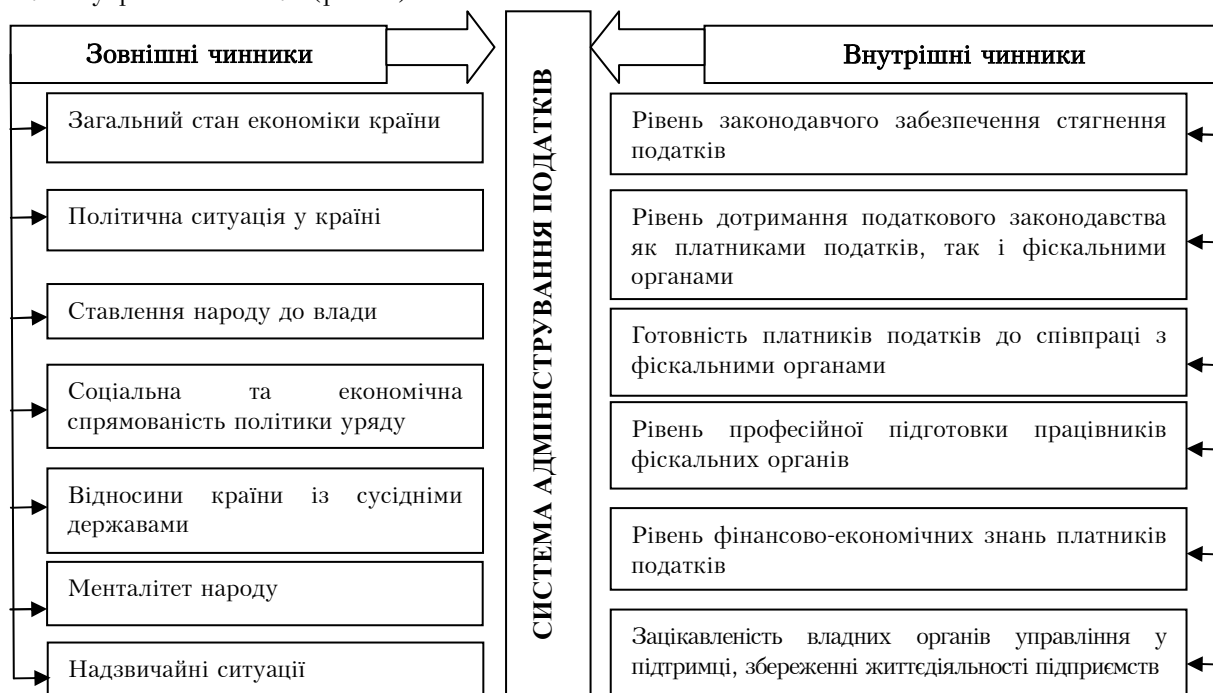 Зовнішні чинники
Загальний стан економіки країни
Політична ситуація у країні
Ставлення народу до влади
Соціальна та економічна
спрямованість політики уряду
Відносини країни із сусідніми
державами
Менталітет народу
Надзвичайні ситуації
СИСТЕМА АДМІНІСТРУВАННЯ ПОДАТКІВ
Внутрішні чинники
Рівень законодавчого забезпечення стягнення
податків
Рівень дотримання податкового законодавства
як платниками податків, так і фіскальними
органами
Готовність платників податків до співпраці з
фіскальними органами
Рівень професійної підготовки працівників
фіскальних органів
Рівень фінансово-економічних знань платників
податків
Зацікавленість владних органів управління у
підтримці, збереженні життєдіяльності підприємств